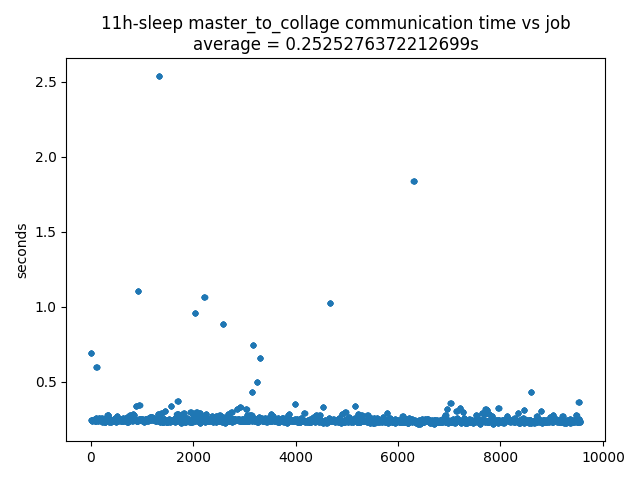 11h-sleep master_to_collage communication time vs job
average = 0.2525276372212699s
2.5
2.0
1.5
1.0
0.5
seconds
0 2000 4000 6000 8000 10000